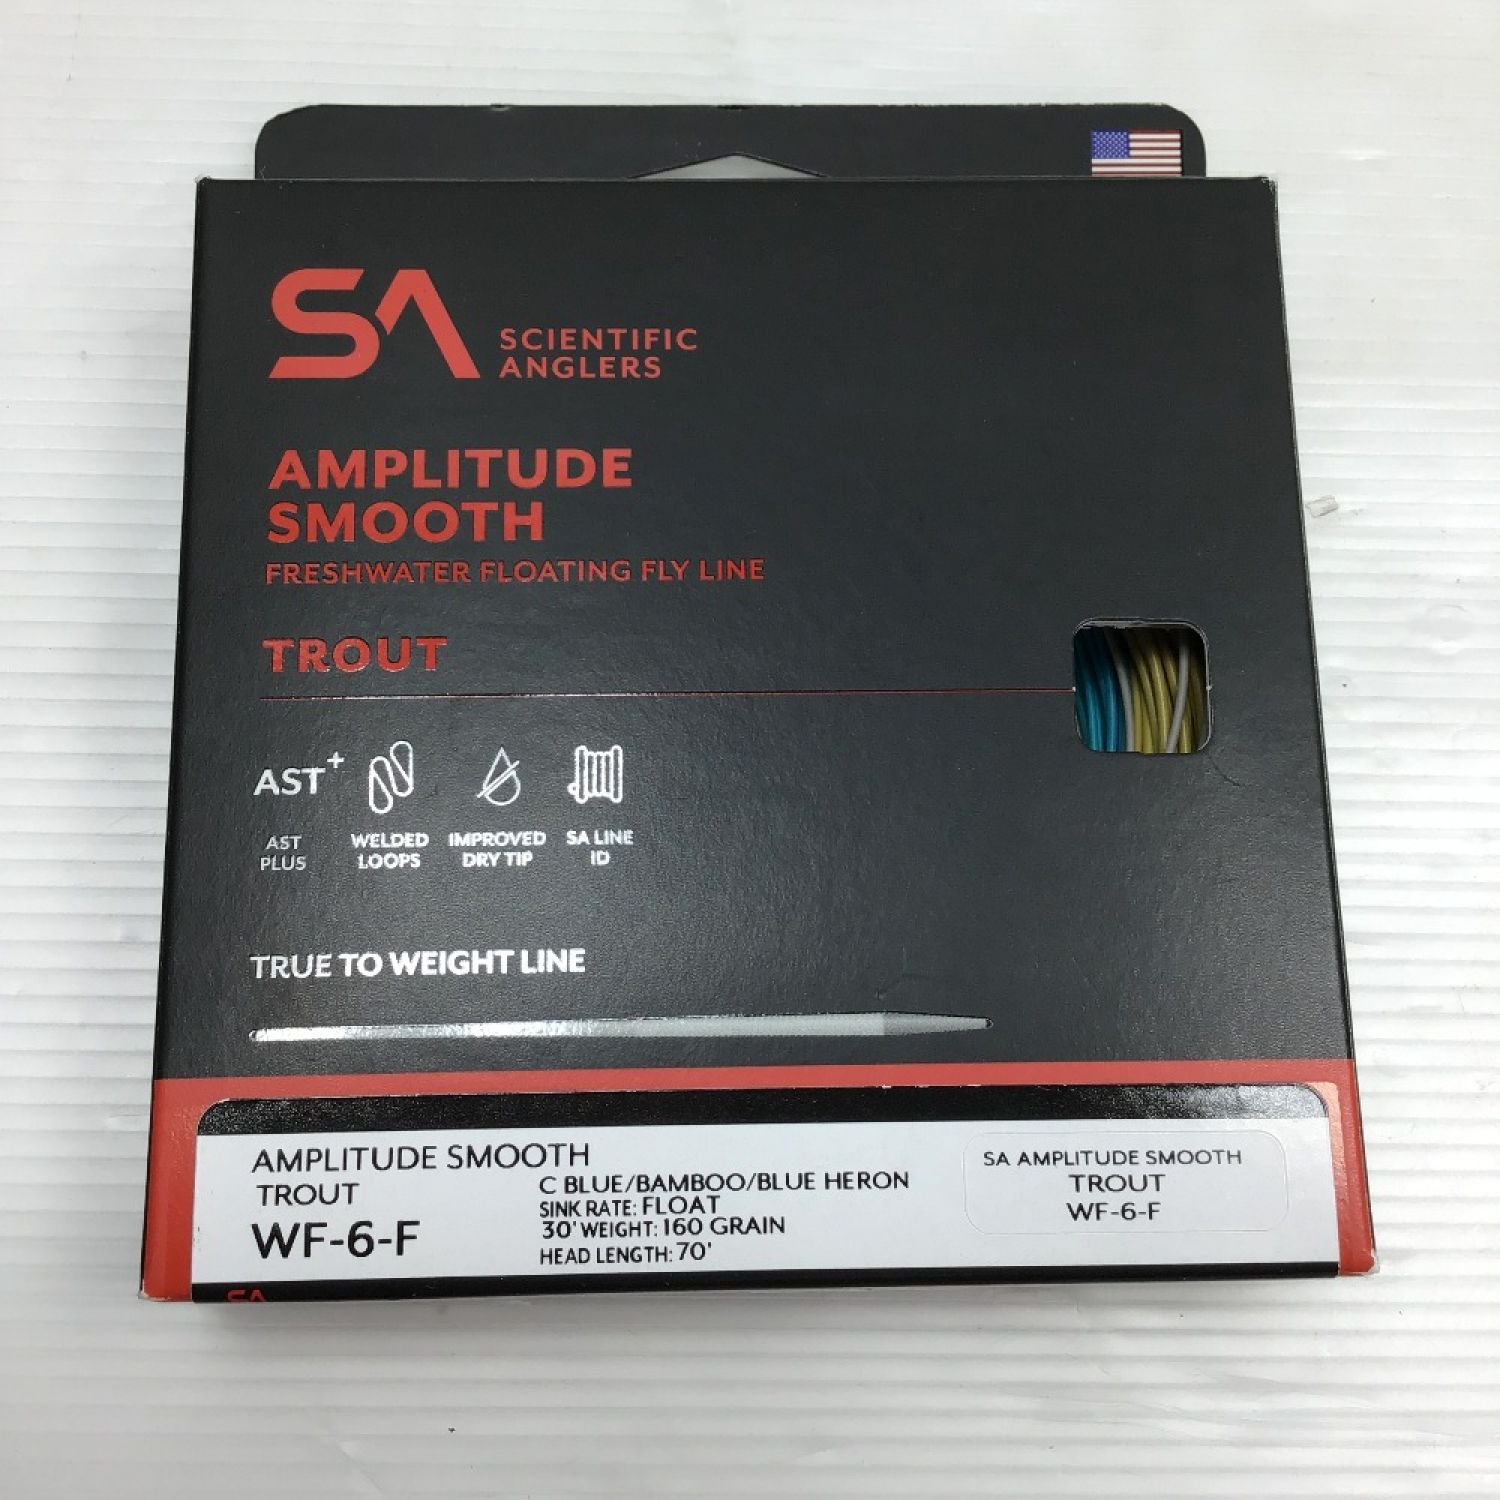 SA SCIENTIFIC
ANGLERS
AMPLITUDE
SMOOTH
FRESHWATER FLOATING FLY LINE
TROUT
AST+
AST
PLUS
WELDED
LOOPS
IMPROVED
DRY TIP
SA LINE
ID
TRUE TO WEIGHT LINE
AMPLITUDE SMOOTH
TROUT
WF-6-F
C BLUE/BAMBOO/BLUE HERON
SINK RATE: FLOAT
30' WEIGHT: 160 GRAIN
HEAD LENGTH: 70'
SA AMPLITUDE SMOOTH
TROUT
WF-6-F
SA